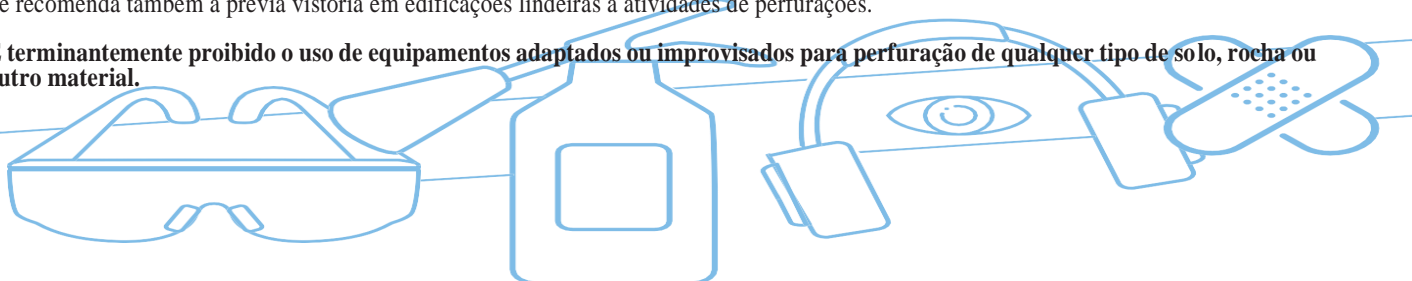 e recomenda também a prévia vistoria em edificações lindeiras a atividades de perfurações.
terminantemente proibido o uso de equipamentos adaptados ou improvisados para perfuração de qualquer tipo de solo, rocha ou
utro material.